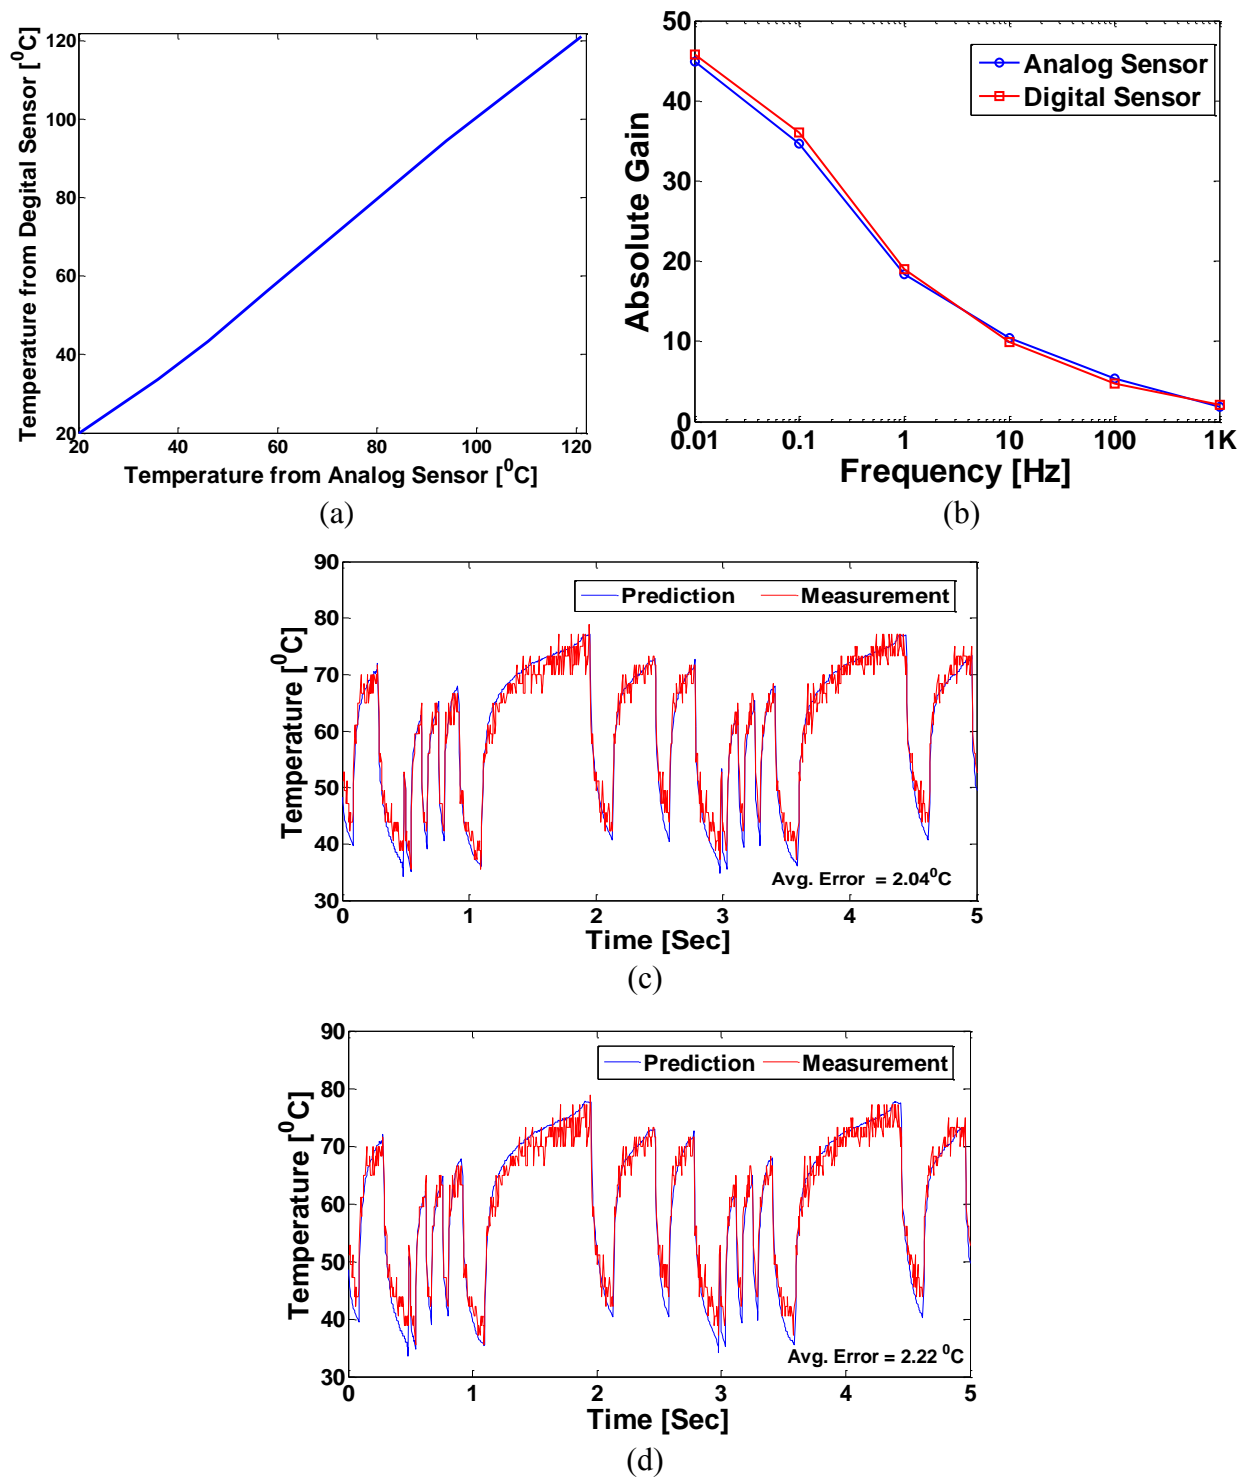 Temperature from Degital Sensor [⁰C]
120
100
80
60
40
20
20 40 60 80 100 120
Temperature from Analog Sensor [⁰C]
(a)
Absolute Gain
50
40
30
20
10
0
Analog Sensor
Digital Sensor
0.01 0.1 1 10 100 1K
Frequency [Hz]
(b)
Temperature [⁰C]
90
80
70
60
50
40
30
Prediction Measurement
Avg. Error = 2.04⁰C
0 1 2 3 4 5
Time [Sec]
(c)
Temperature [⁰C]
90
80
70
60
50
40
30
Prediction Measurement
Avg. Error = 2.22 ⁰C
0 1 2 3 4 5
Time [Sec]
(d)